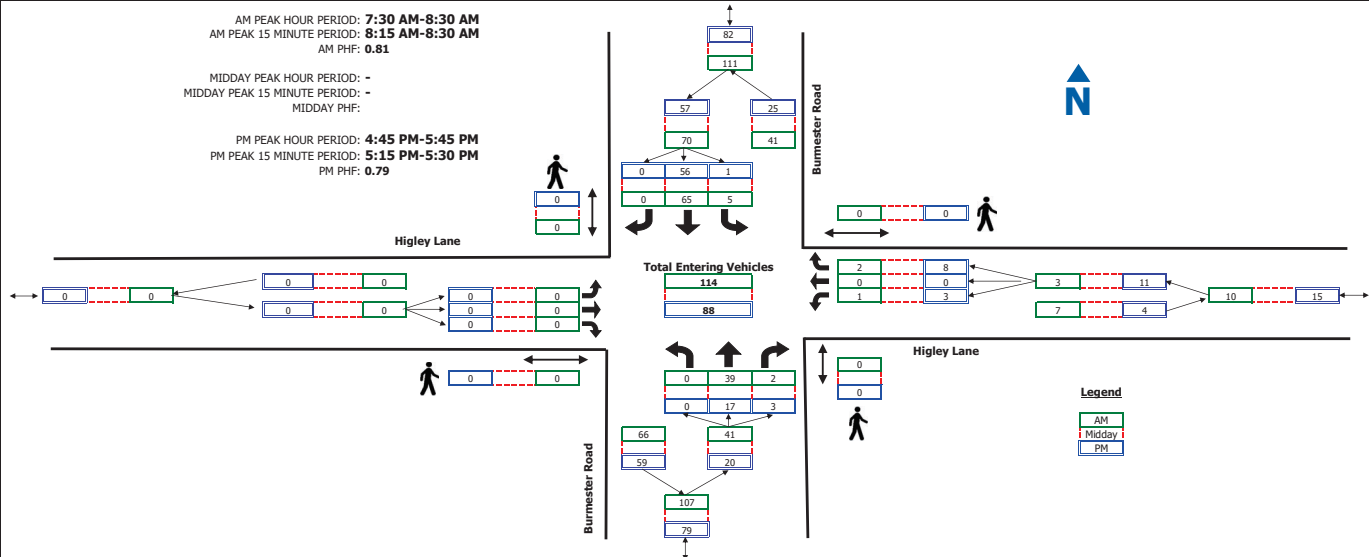 AM PEAK HOUR PERIOD: 7:30 AM-8:30 AM
AM PEAK 15 MINUTE PERIOD: 8:15 AM-8:30 AM
AM PHF: 0.81
MIDDAY PEAK HOUR PERIOD: -
MIDDAY PEAK 15 MINUTE PERIOD: -
MIDDAY PHF:
PM PEAK HOUR PERIOD: 4:45 PM-5:45 PM
PM PEAK 15 MINUTE PERIOD: 5:15 PM-5:30 PM
PM PHF: 0.79
82
111
57 25
70 41
0 56 1
0 65 5
Burmester Road
N
0
0
0 0
Higley Lane
Total Entering Vehicles
114
88
0 0
0 0
0 0
0 0
0 0
0 0
2 8
0 0
1 3
3 11
7 4
10 15
Higley Lane
0 0
0
0
0 39 2
0 17 3
66 41
59 20
107
79
Burmester Road
Legend
AM
Midday
PM